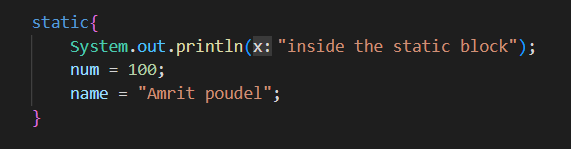 static{
System.out.println(x: "inside the static block");
num = 100;
name = "Amrit poudel";
}